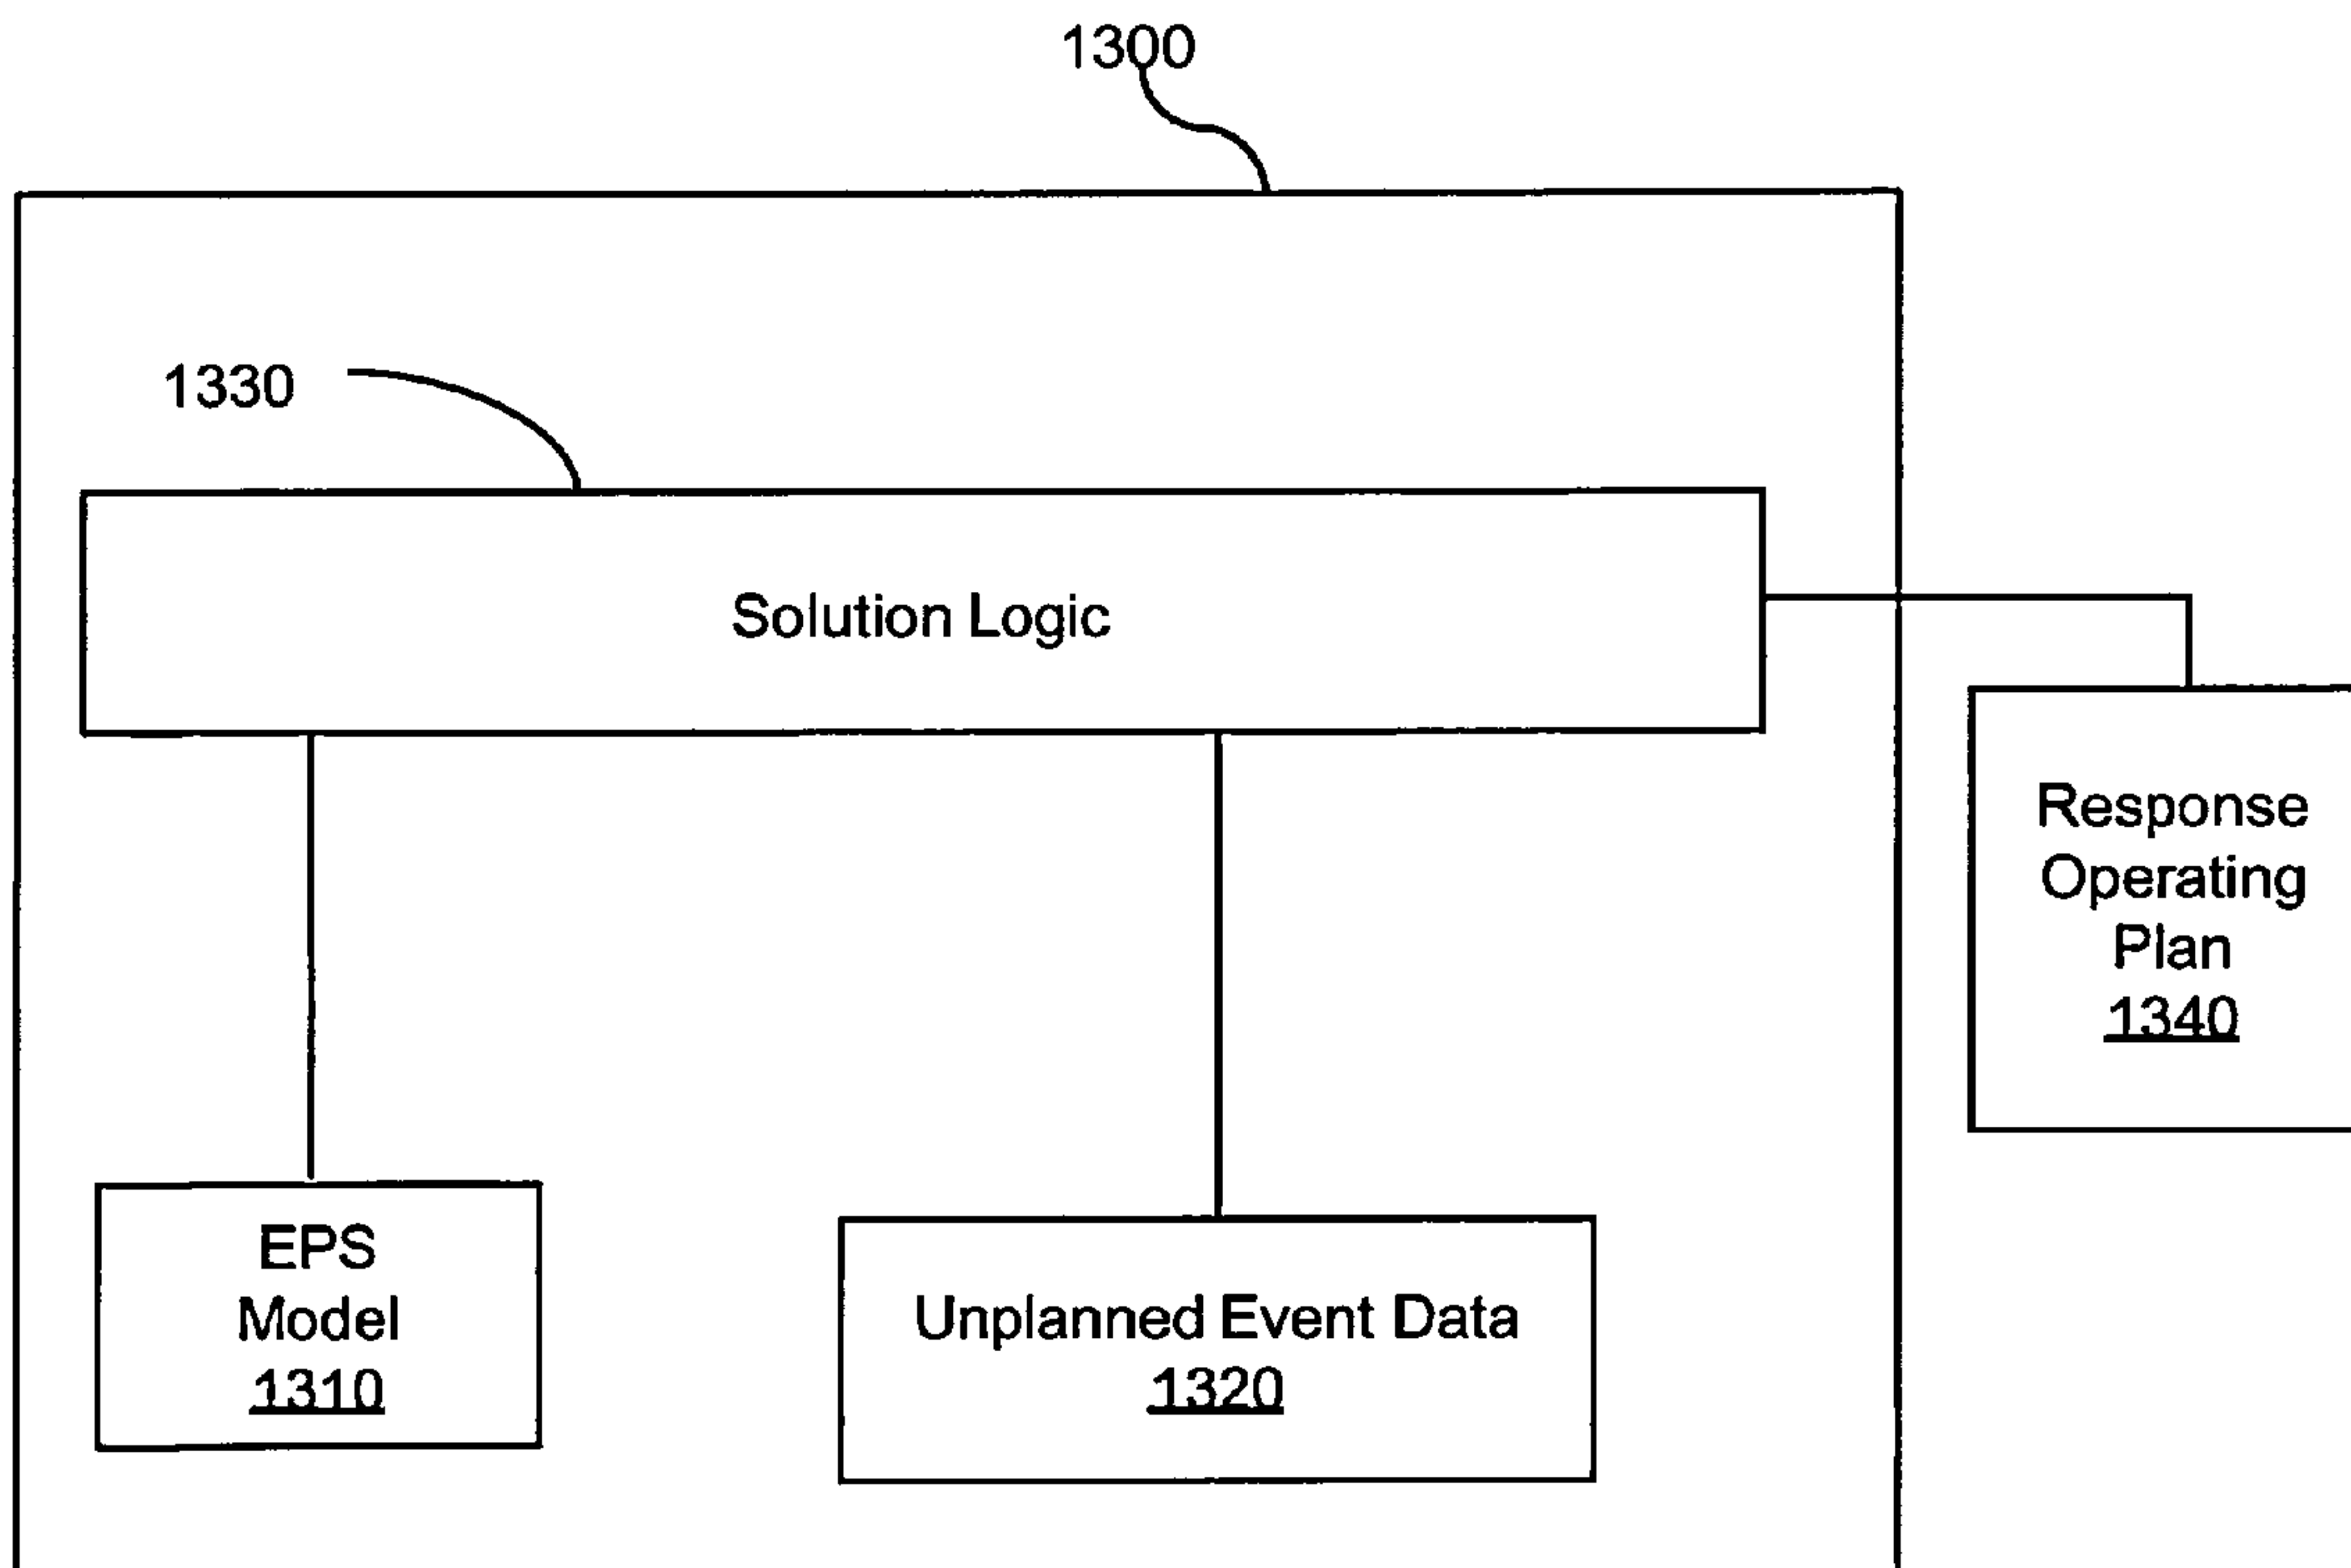 1300
1330
Solution Logic
Response
Operating
Plan
1340
EPS
Model
1310
Unplanned Event Data
1320